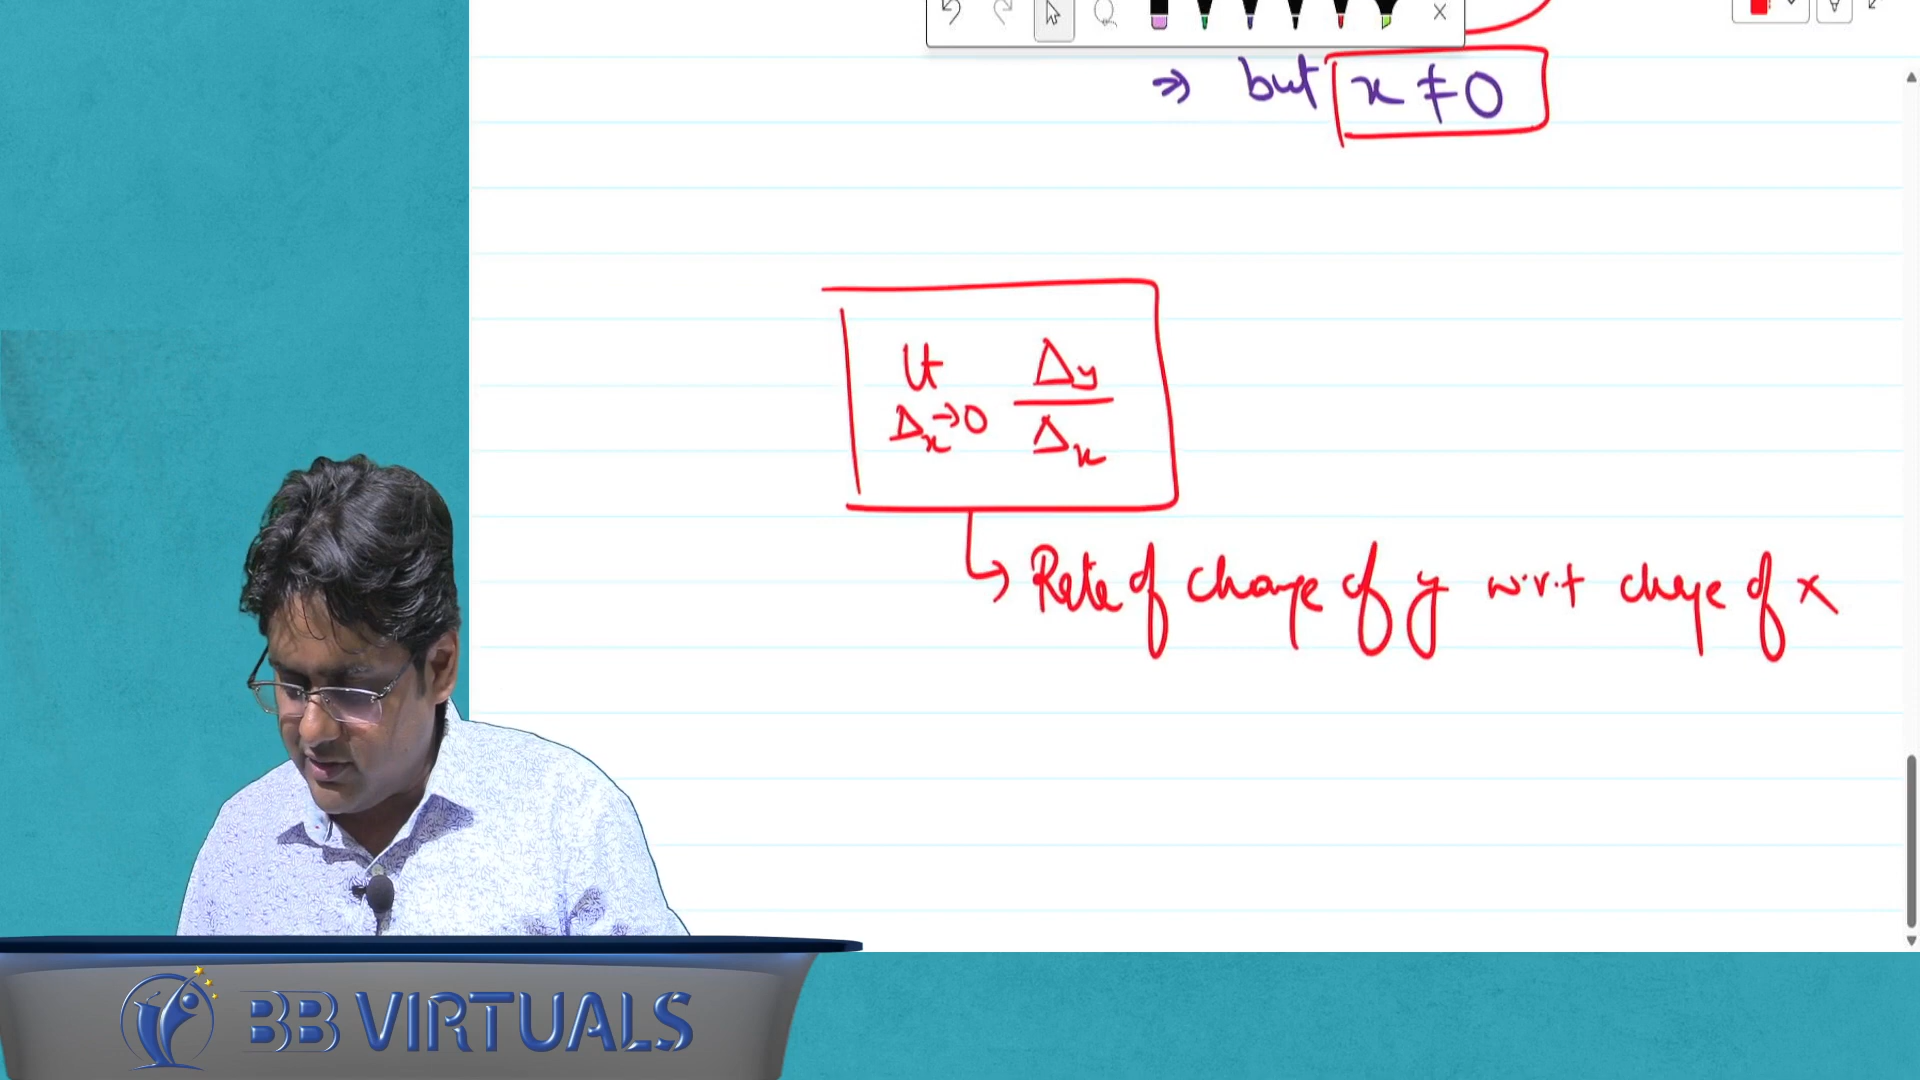 ⇒ but x ≠ 0
lt Δy
Δx→0 Δx
↳ Rate of change of y w.r.t change of x
BB VIRTUALS